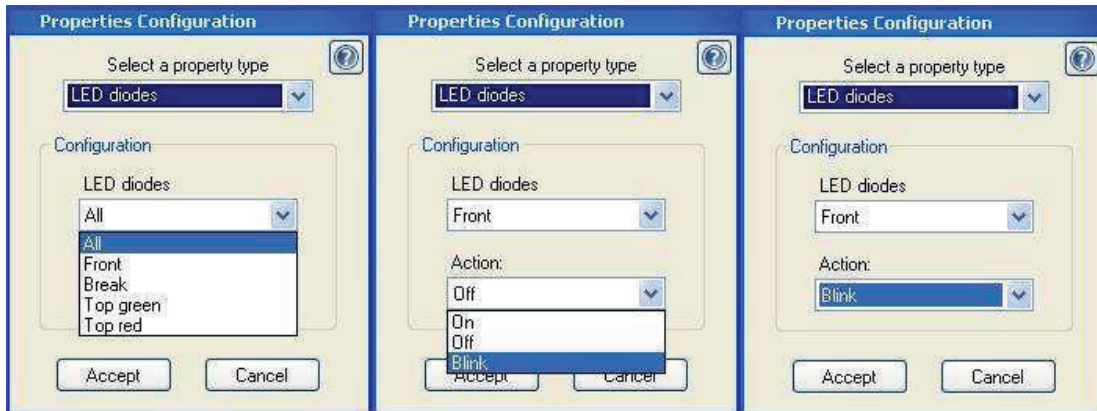 Properties Configuration
Select a property type
LED diodes
Configuration
LED diodes
All
All
Front
Break
Top green
Top red
Accept Cancel
Properties Configuration
Select a property type
LED diodes
Configuration
LED diodes
Front
Action:
Off
On
Off
Blink
Accept Cancel
Properties Configuration
Select a property type
LED diodes
Configuration
LED diodes
Front
Action:
Blink
Accept Cancel